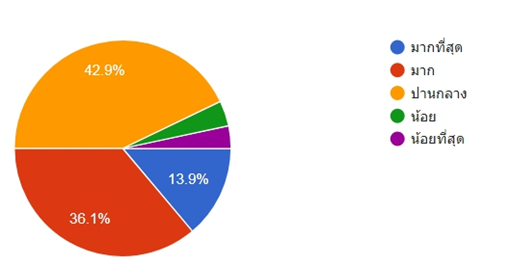 42.9%
13.9%
36.1%
มากที่สุด
มาก
ปานกลาง
น้อย
น้อยที่สุด